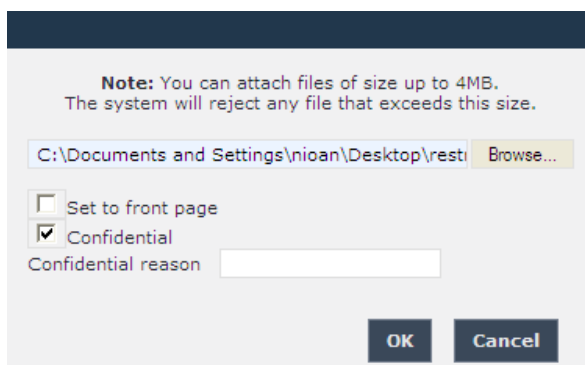 Note: You can attach files of size up to 4MB.
The system will reject any file that exceeds this size.
C:\Documents and Settings\nioan\Desktop\restr Browse...
Set to front page
Confidential
Confidential reason
OK Cancel